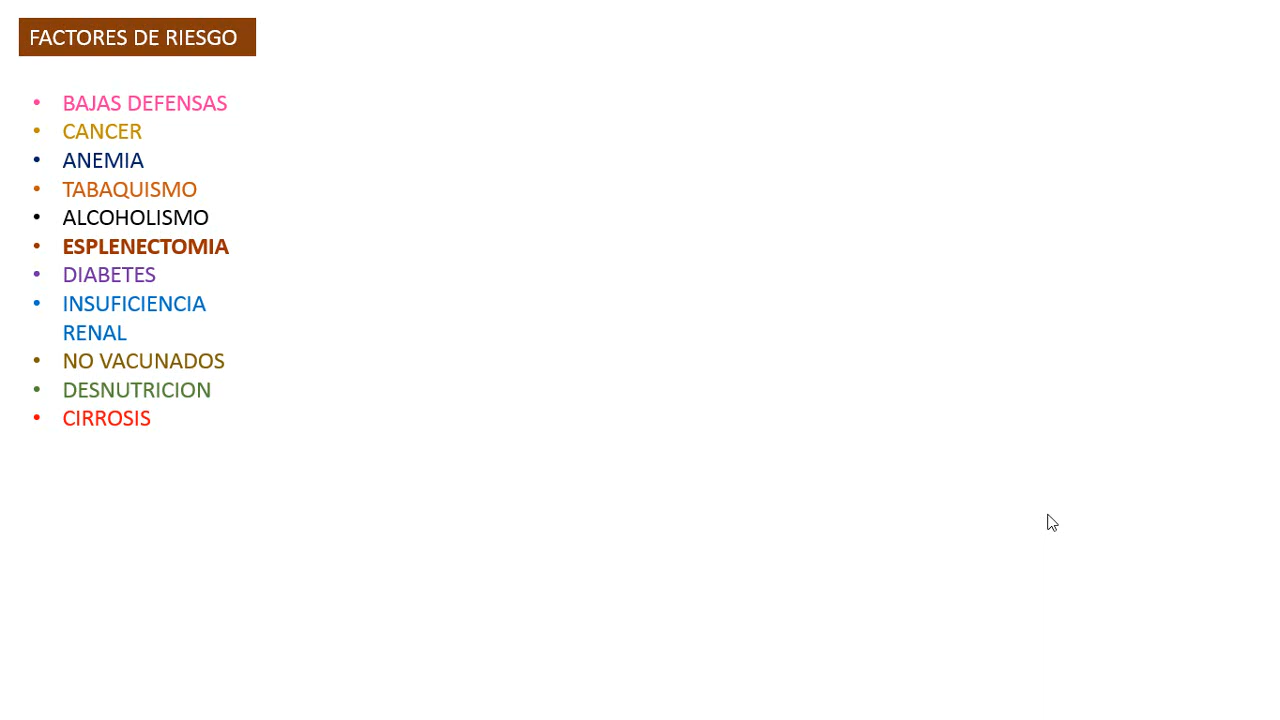 FACTORES DE RIESGO
• BAJAS DEFENSAS
• CANCER
• ANEMIA
• TABAQUISMO
• ALCOHOLISMO
• ESPLENECTOMIA
• DIABETES
• INSUFICIENCIA
RENAL
• NO VACUNADOS
• DESNUTRICION
• CIRROSIS